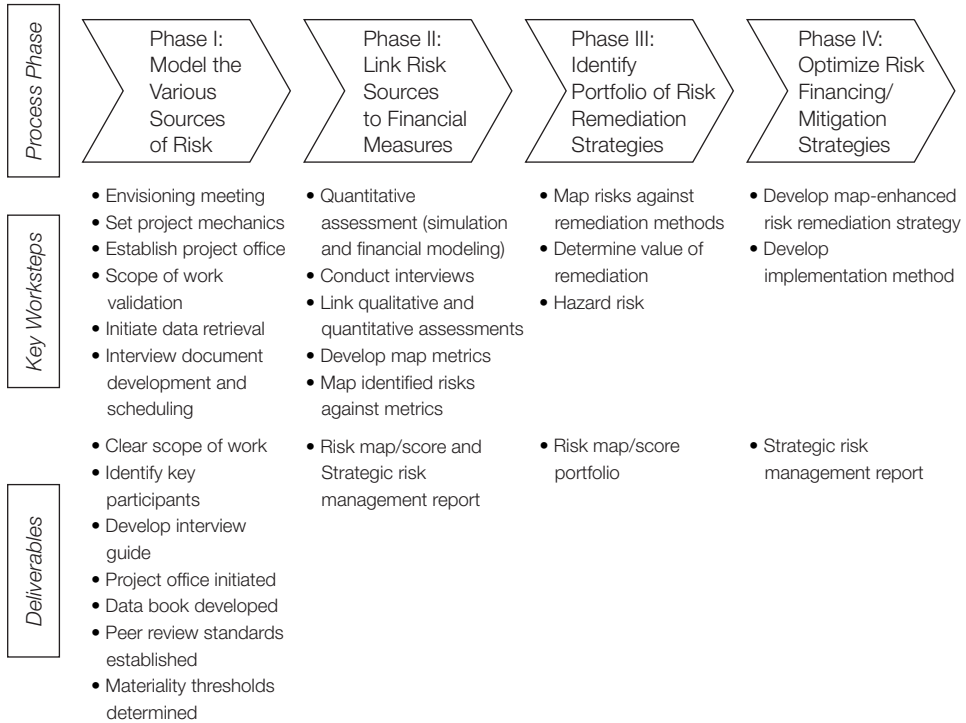 Process Phase
Phase I:
Model the
Various
Sources
of Risk
Phase II:
Link Risk
Sources
to Financial
Measures
Phase III:
Identify
Portfolio of Risk
Remediation
Strategies
Phase IV:
Optimize Risk
Financing/
Mitigation
Strategies
Key Worksteps
• Envisioning meeting
• Set project mechanics
• Establish project office
• Scope of work
validation
• Initiate data retrieval
• Interview document
development and
scheduling
• Quantitative
assessment (simulation
and financial modeling)
• Conduct interviews
• Link qualitative and
quantitative assessments
• Develop map metrics
• Map identified risks
against metrics
• Map risks against
remediation methods
• Determine value of
remediation
• Hazard risk
• Develop map-enhanced
risk remediation strategy
• Develop
implementation method
Deliverables
• Clear scope of work
• Identify key
participants
• Develop interview
guide
• Project office initiated
• Data book developed
• Peer review standards
established
• Materiality thresholds
determined
• Risk map/score and
Strategic risk
management report
• Risk map/score
portfolio
• Strategic risk
management report